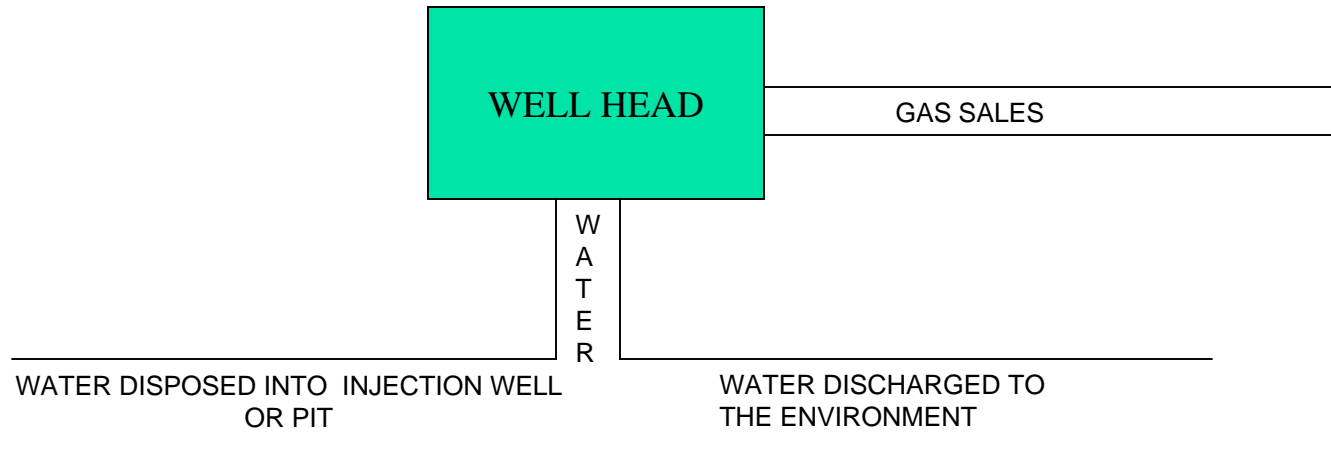 WELL HEAD
GAS SALES
W
A
T
E
R
WATER DISPOSED INTO INJECTION WELL
OR PIT
WATER DISCHARGED TO
THE ENVIRONMENT